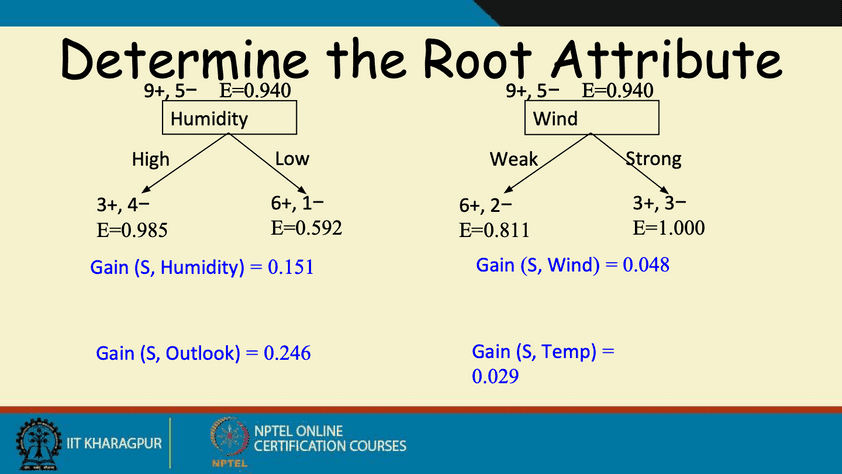 Determine the Root Attribute
9+, 5− E=0.940
Humidity
High
Low
3+, 4−
E=0.985
6+, 1−
E=0.592
Gain (S, Humidity) = 0.151
9+, 5− E=0.940
Wind
Weak
Strong
6+, 2−
E=0.811
3+, 3−
E=1.000
Gain (S, Wind) = 0.048
Gain (S, Outlook) = 0.246
Gain (S, Temp) =
0.029
IIT KHARAGPUR
NPTEL
NPTEL ONLINE
CERTIFICATION COURSES